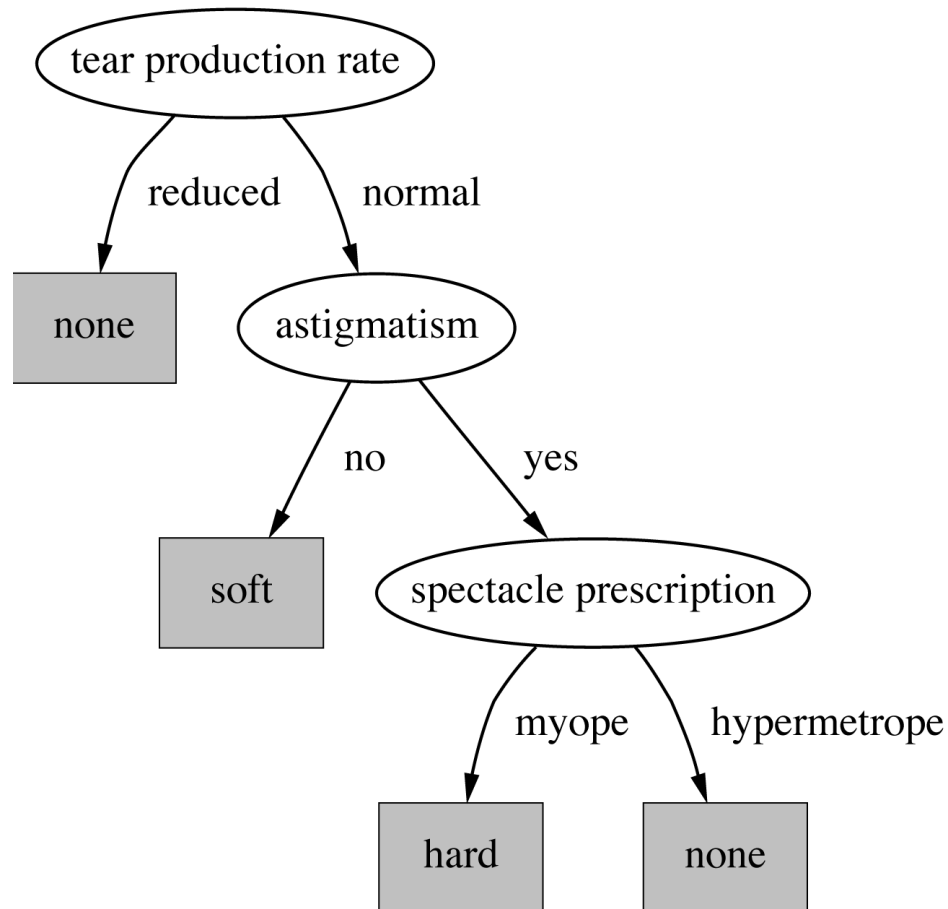 tear production rate
reduced
normal
none
astigmatism
no
yes
soft
spectacle prescription
myope
hypermetrope
hard
none